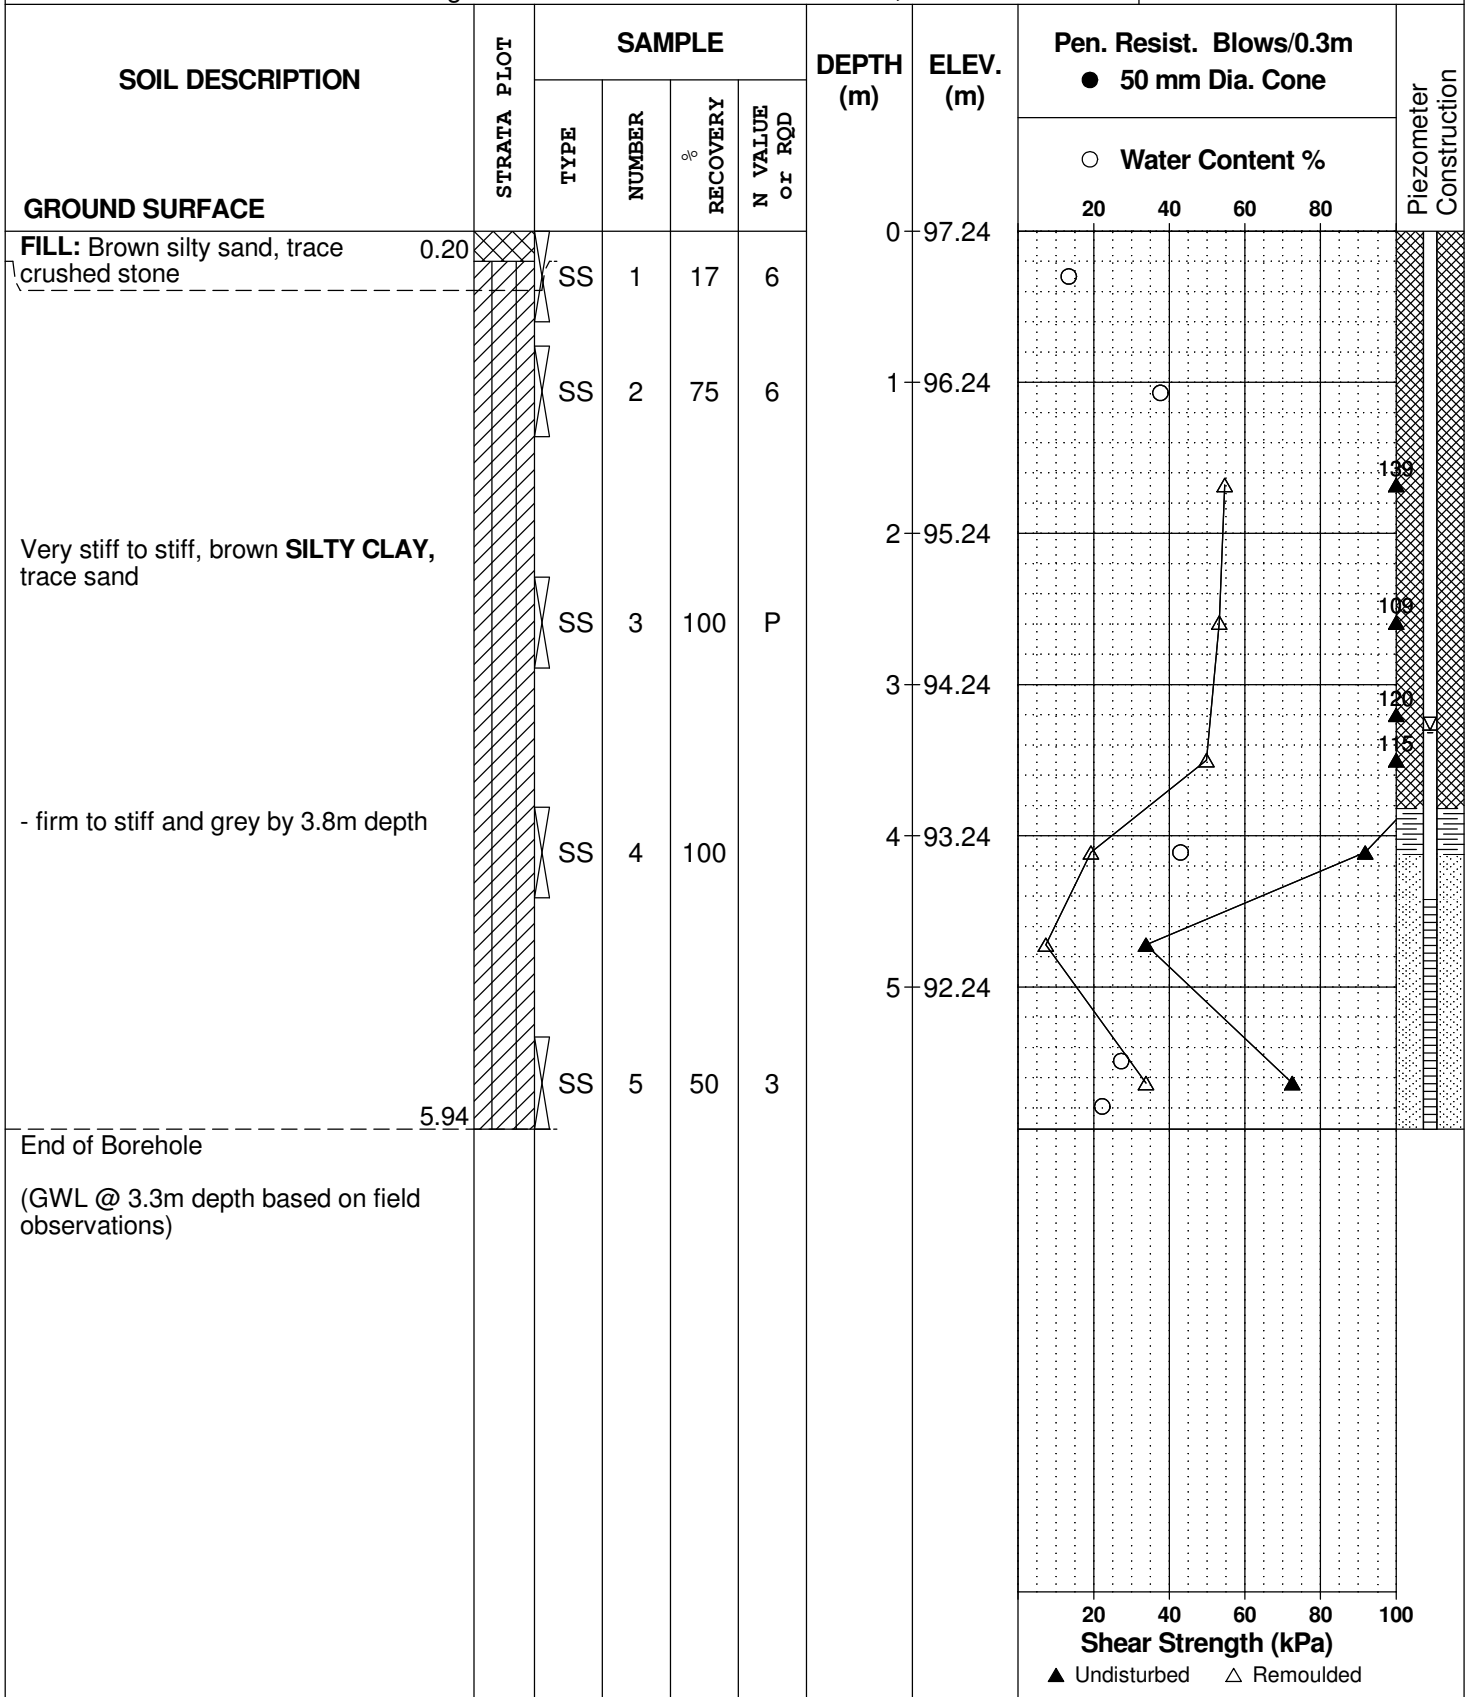 SOIL DESCRIPTION
GROUND SURFACE
STRATA PLOT
SAMPLE
TYPE
NUMBER
%
RECOVERY
N VALUE
or RQD
DEPTH
(m)
ELEV.
(m)
Pen. Resist. Blows/0.3m
● 50 mm Dia. Cone
○ Water Content %
20 40 60 80
Piezometer
Construction
FILL: Brown silty sand, trace 0.20
crushed stone
0 97.24
SS 1 17 6
1 96.24
SS 2 75 6
139
2 95.24
Very stiff to stiff, brown SILTY CLAY,
trace sand
109
SS 3 100 P
3 94.24
120
115
- firm to stiff and grey by 3.8m depth
4 93.24
SS 4 100
5 92.24
SS 5 50 3
5.94
End of Borehole
(GWL @ 3.3m depth based on field
observations)
20 40 60 80 100
Shear Strength (kPa)
▲ Undisturbed △ Remoulded